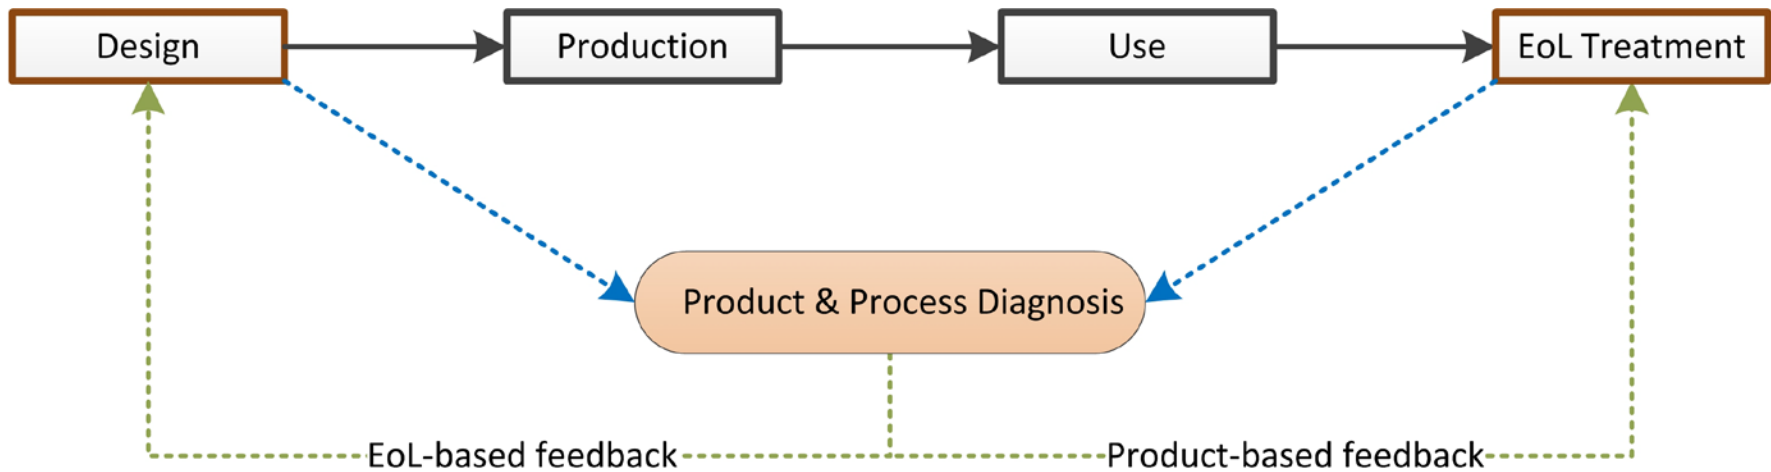 Design
Production
Use
EoL Treatment
Product & Process Diagnosis
EoL-based feedback
Product-based feedback